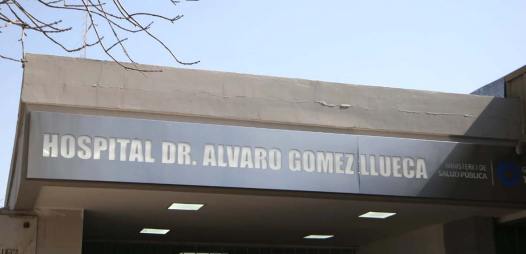 HOSPITAL DR. ALVARO GOMEZ LLUECA
MINISTERIO DE
SALUD PÚBLICA